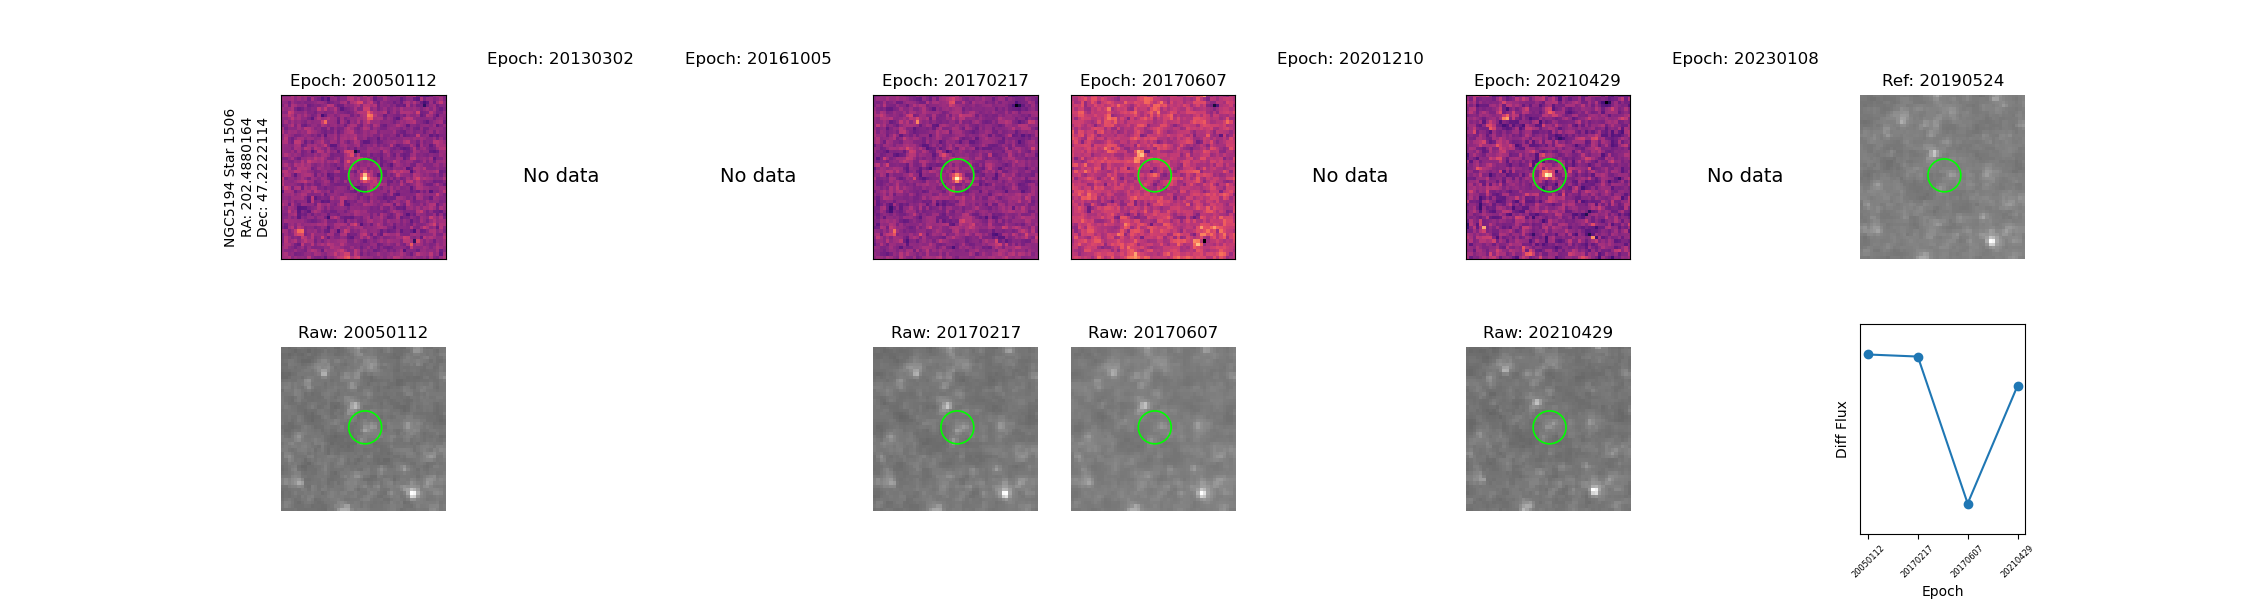 Epoch: 20050112
Epoch: 20130302
Epoch: 20161005
Epoch: 20170217
Epoch: 20170607
Epoch: 20201210
Epoch: 20210429
Epoch: 20230108
Ref: 20190524
NGC5194 Star 1506
RA: 202.4880164
Dec: 47.2222114
No data
No data
No data
No data
Raw: 20050112
Raw: 20170217
Raw: 20170607
Raw: 20210429
Diff Flux
20050112
20170217
20170607
20210429
Epoch